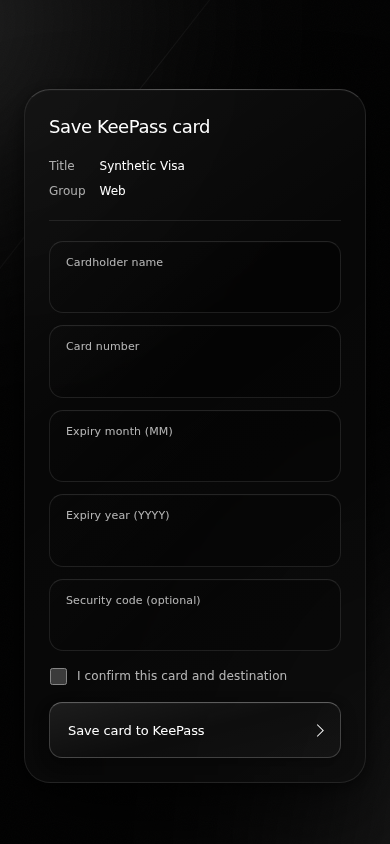 Save KeePass card
Title Synthetic Visa
Group Web
Cardholder name
Card number
Expiry month (MM)
Expiry year (YYYY)
Security code (optional)
I confirm this card and destination
Save card to KeePass